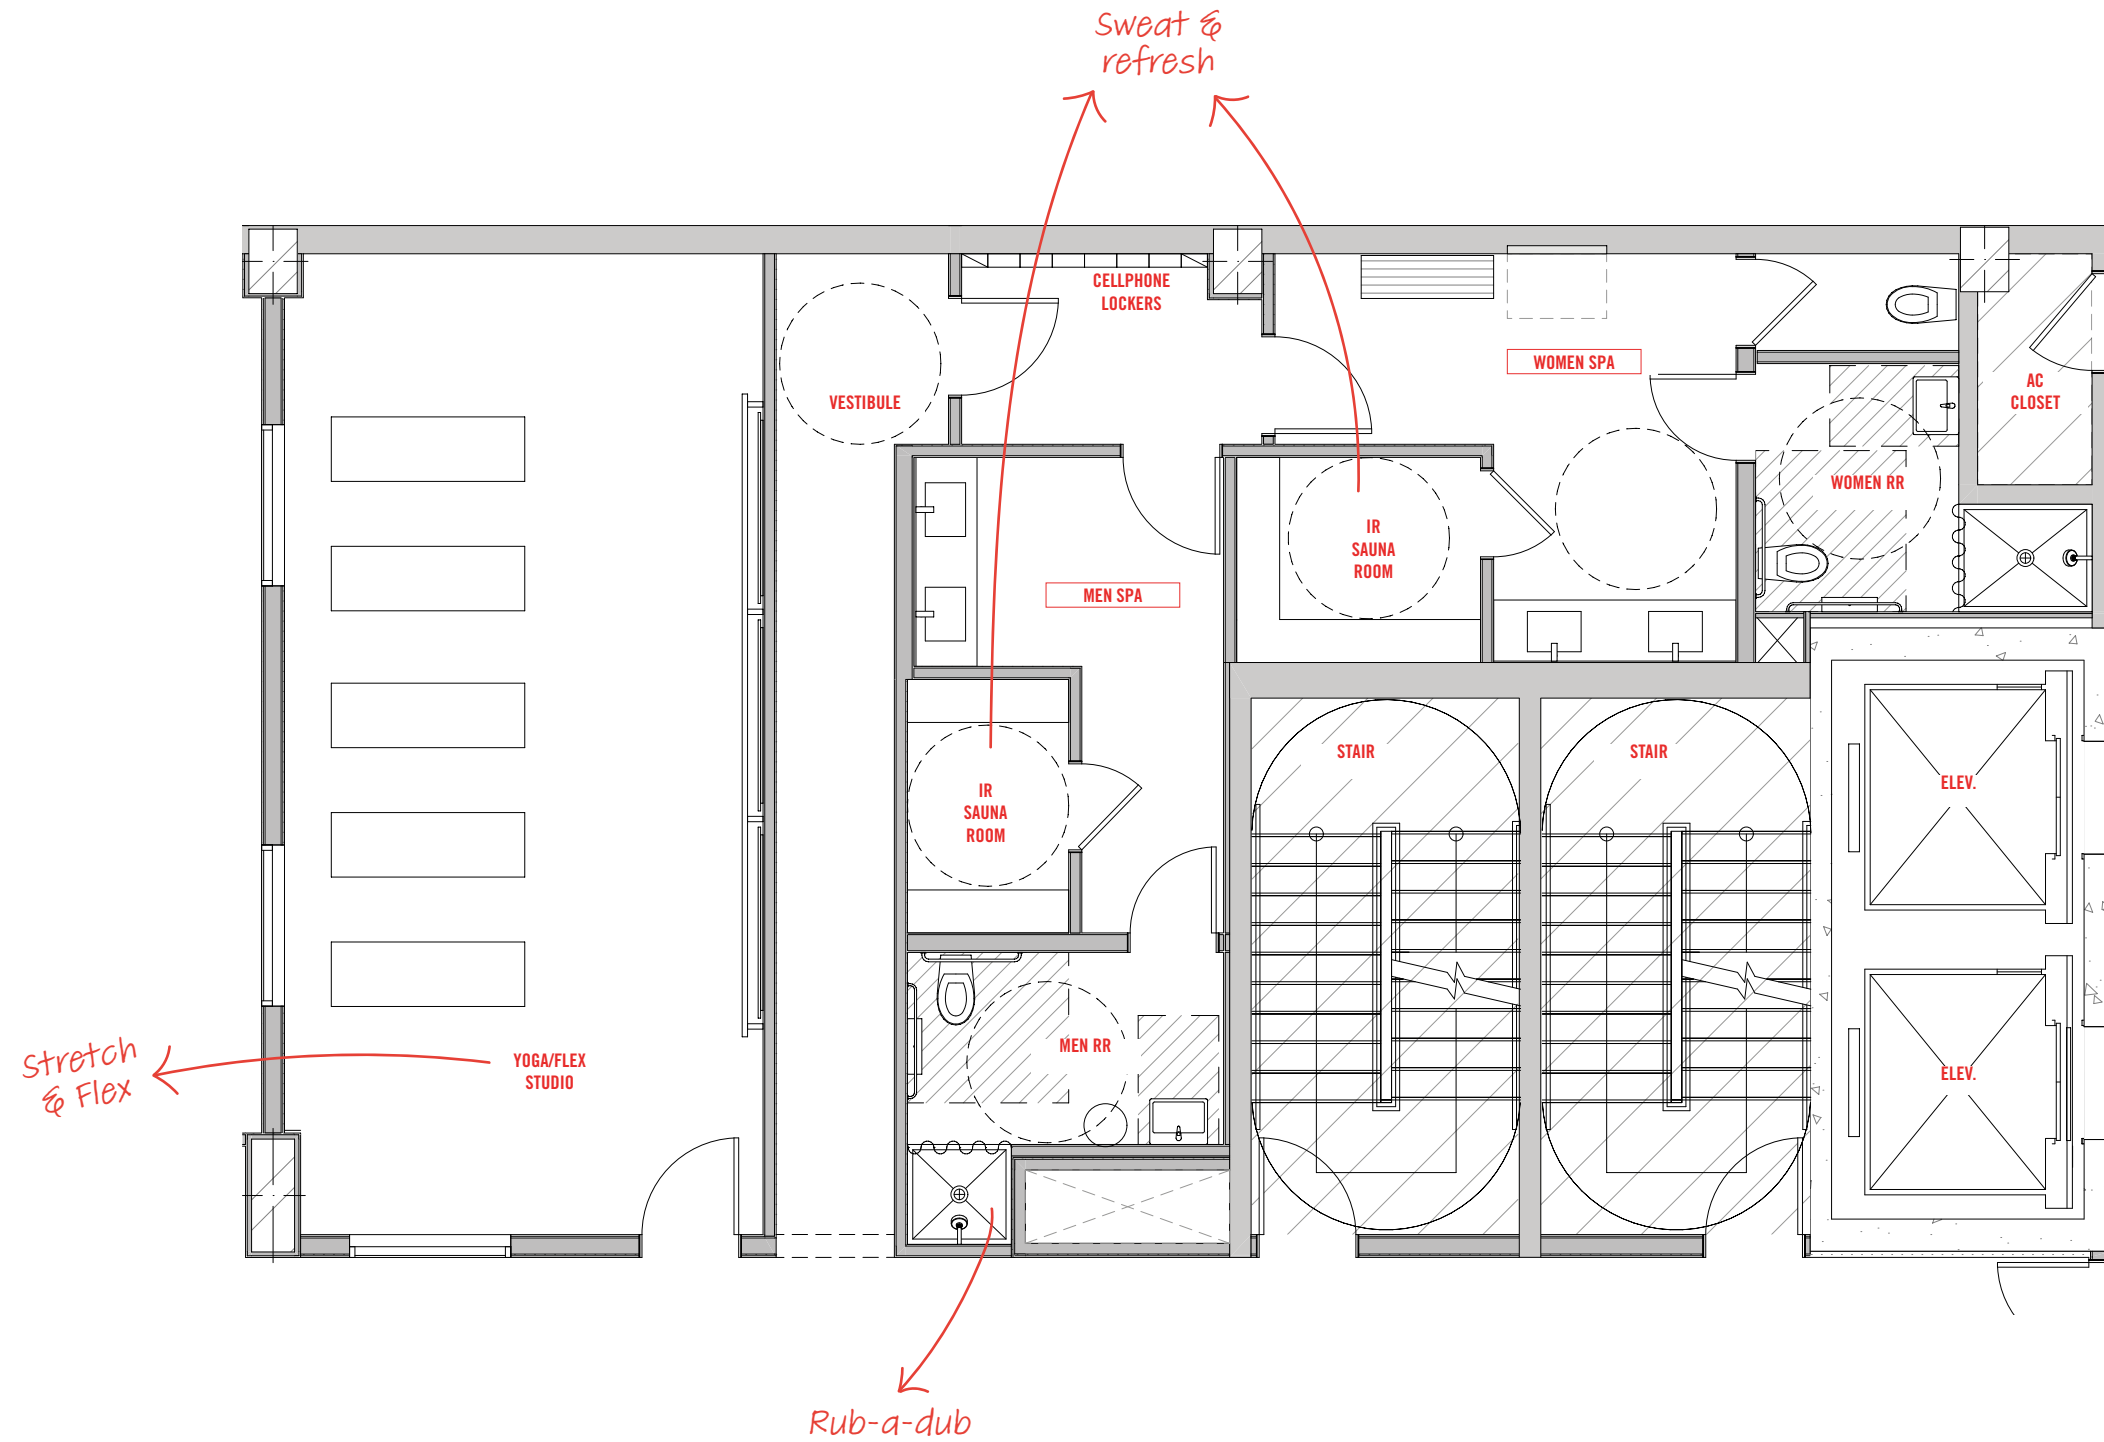 Sweat &
refresh
CELLPHONE
LOCKERS
WOMEN SPA
VESTIBULE
AC
CLOSET
WOMEN RR
IR
SAUNA
ROOM
MEN SPA
STAIR
STAIR
ELEV.
IR
SAUNA
ROOM
MEN RR
ELEV.
Stretch
& Flex
YOGA/FLEX
STUDIO
Rub-a-dub